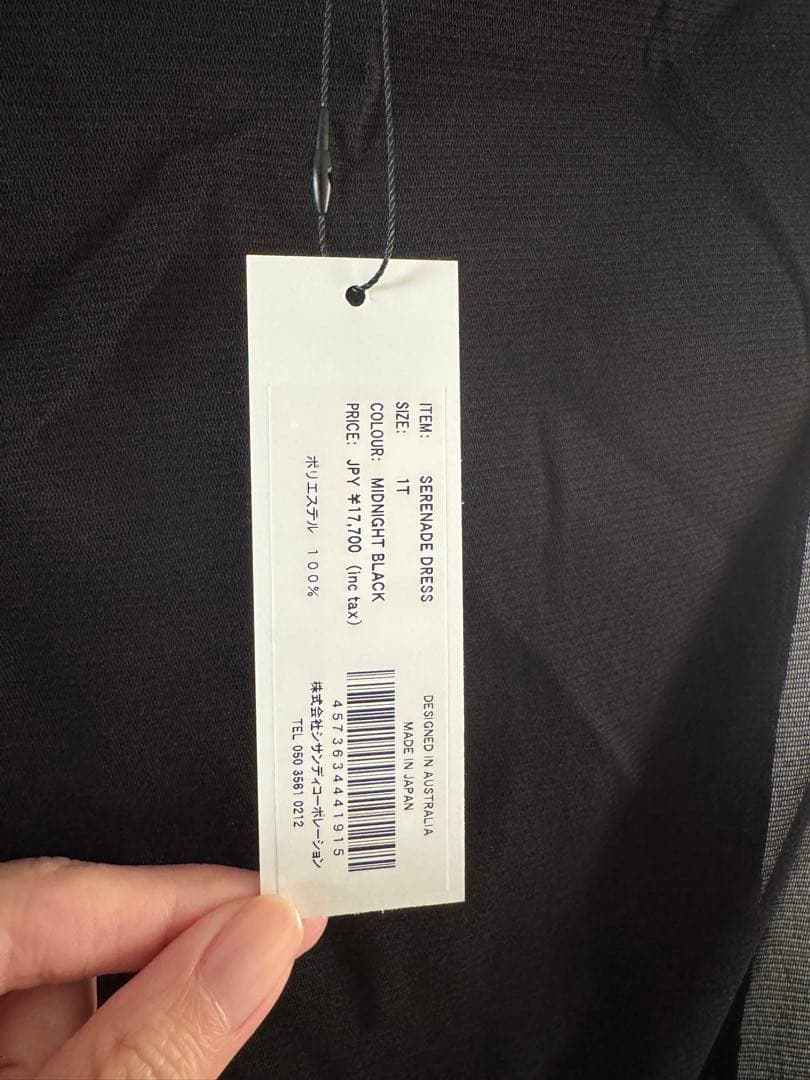 ITEM: SERENADE DRESS
SIZE: 1T
COLOUR: MIDNIGHT BLACK
PRICE: JPY ¥17,700 (inc tax)
ポリエステル 100%
DESIGNED IN AUSTRALIA
MADE IN JAPAN
4573634441915
株式会社シサンディコーポレーション
TEL 050 3561 0212